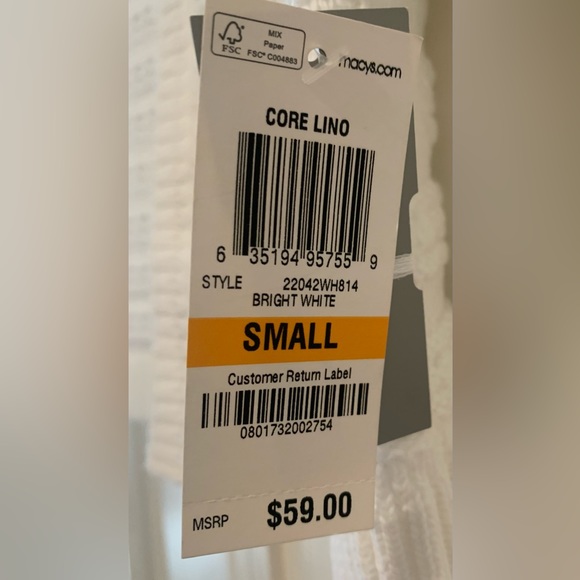 FSC
MIX
Paper
FSC® C004883
macys.com
CORE LINO
6 35194 95755 9
STYLE 22042WH814
BRIGHT WHITE
SMALL
Customer Return Label
0801732002754
MSRP $59.00